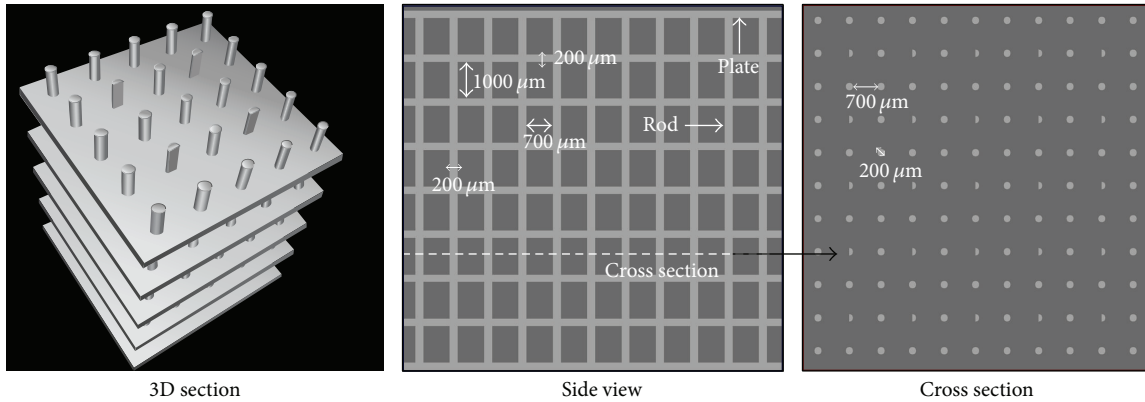 200 μm
1000 μm
Plate
700 μm
Rod
700 μm
200 μm
200 μm
Cross section
3D section
Side view
Cross section